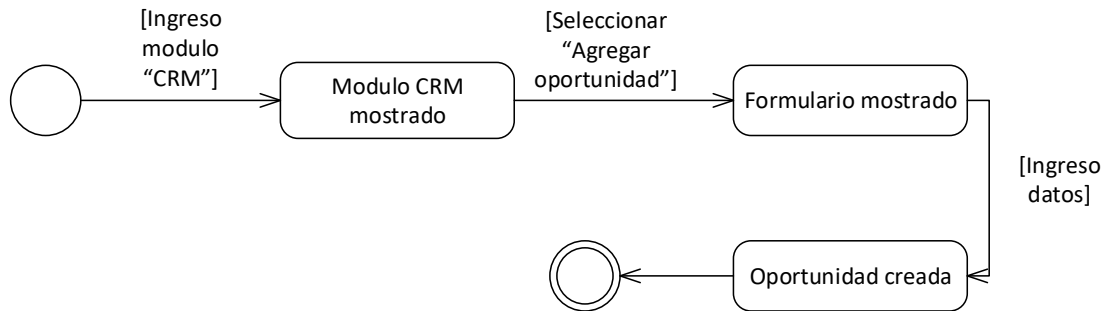 [Ingreso
modulo
“CRM”]
Modulo CRM
mostrado
[Seleccionar
“Agregar
oportunidad”]
Formulario mostrado
[Ingreso
datos]
Oportunidad creada